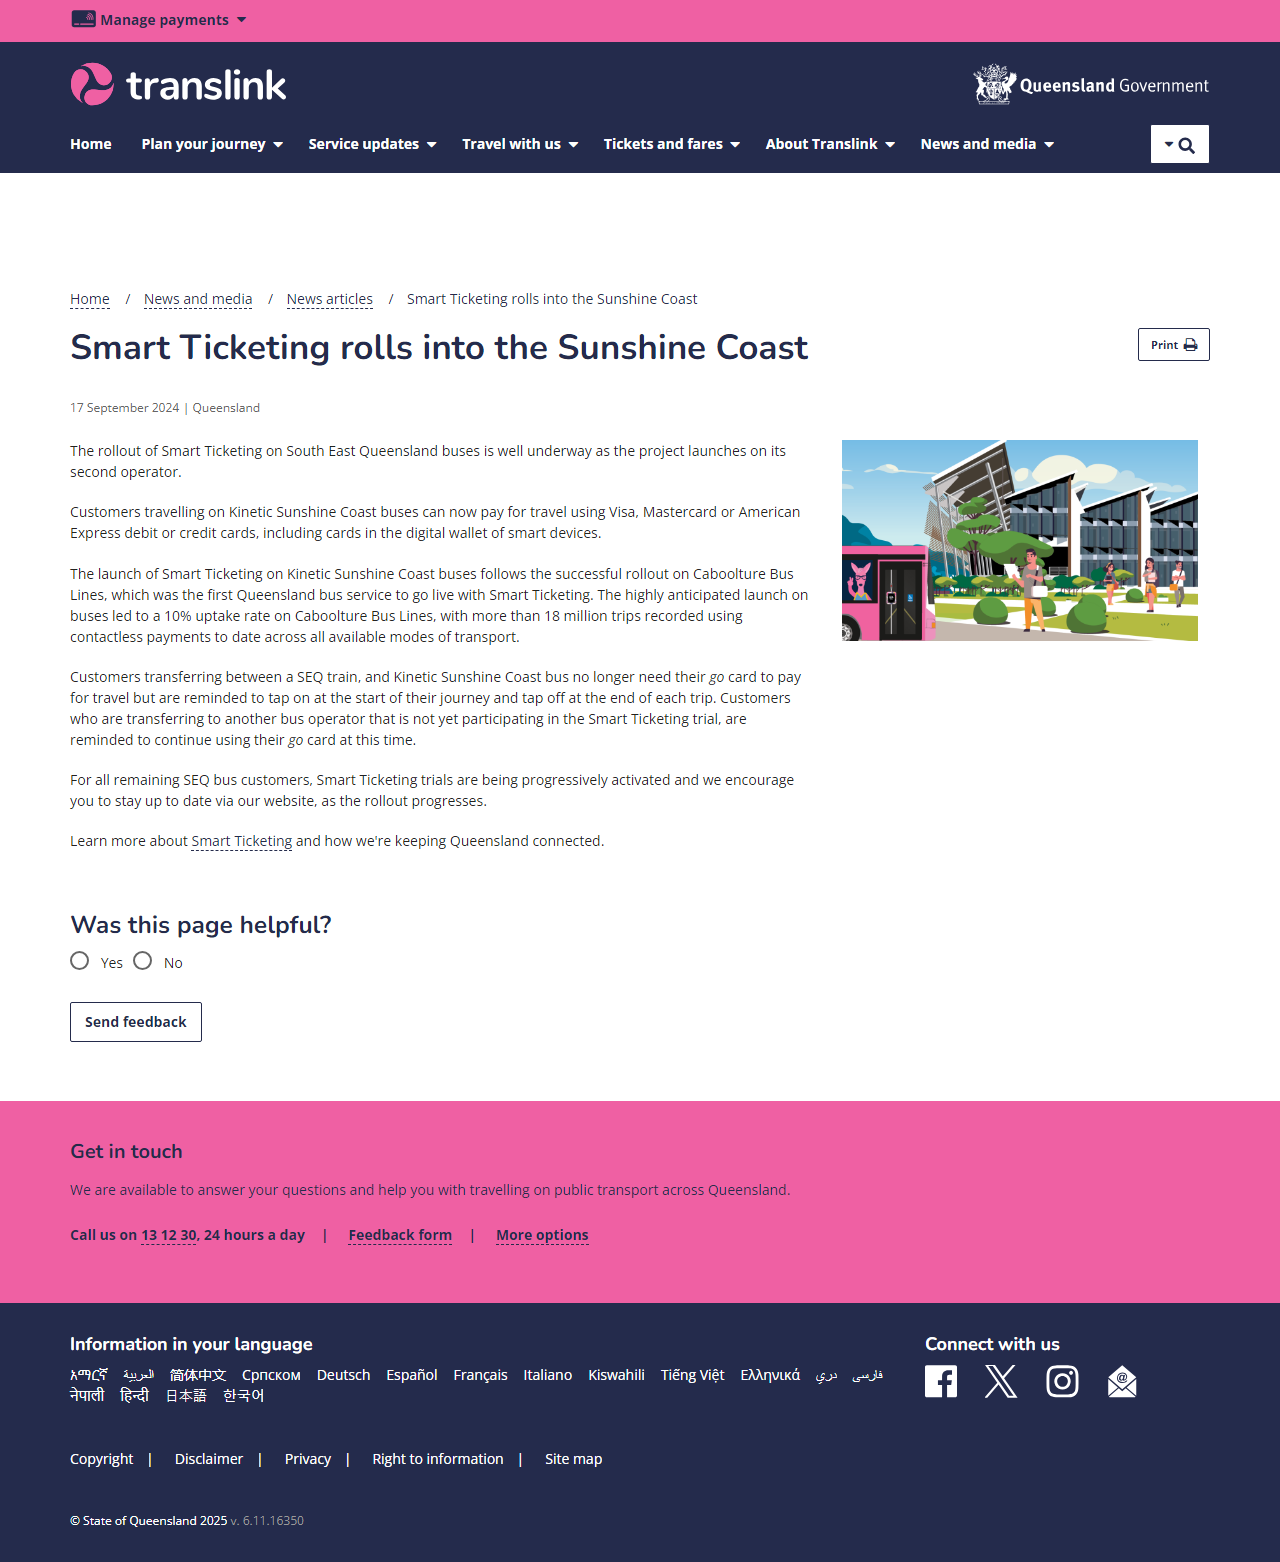 Manage payments
translink
Queensland Government
Home Plan your journey Service updates Travel with us Tickets and fares About Translink News and media
Home / News and media / News articles / Smart Ticketing rolls into the Sunshine Coast
Smart Ticketing rolls into the Sunshine Coast
Print
17 September 2024 | Queensland
The rollout of Smart Ticketing on South East Queensland buses is well underway as the project launches on its
second operator.
Customers travelling on Kinetic Sunshine Coast buses can now pay for travel using Visa, Mastercard or American
Express debit or credit cards, including cards in the digital wallet of smart devices.
The launch of Smart Ticketing on Kinetic Sunshine Coast buses follows the successful rollout on Caboolture Bus
Lines, which was the first Queensland bus service to go live with Smart Ticketing. The highly anticipated launch on
buses led to a 10% uptake rate on Caboolture Bus Lines, with more than 18 million trips recorded using
contactless payments to date across all available modes of transport.
Customers transferring between a SEQ train, and Kinetic Sunshine Coast bus no longer need their go card to pay
for travel but are reminded to tap on at the start of their journey and tap off at the end of each trip. Customers
who are transferring to another bus operator that is not yet participating in the Smart Ticketing trial, are
reminded to continue using their go card at this time.
For all remaining SEQ bus customers, Smart Ticketing trials are being progressively activated and we encourage
you to stay up to date via our website, as the rollout progresses.
Learn more about Smart Ticketing and how we're keeping Queensland connected.
Was this page helpful?
Yes No
Send feedback
Get in touch
We are available to answer your questions and help you with travelling on public transport across Queensland.
Call us on 13 12 30, 24 hours a day | Feedback form | More options
Information in your language
አማርኛ العربية 简体中文 Српском Deutsch Español Français Italiano Kiswahili Tiếng Việt Ελληνικά دري فارسی
नेपाली हिन्दी 日本語 한국어
Connect with us
Copyright | Disclaimer | Privacy | Right to information | Site map
© State of Queensland 2025 v. 6.11.16350